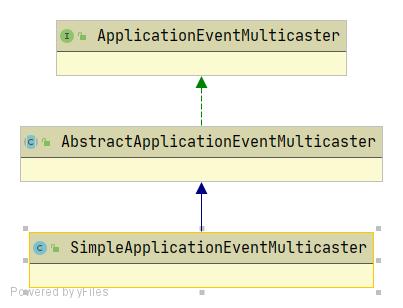 I ApplicationEventMulticaster
C AbstractApplicationEventMulticaster
C SimpleApplicationEventMulticaster
Powered by yFiles